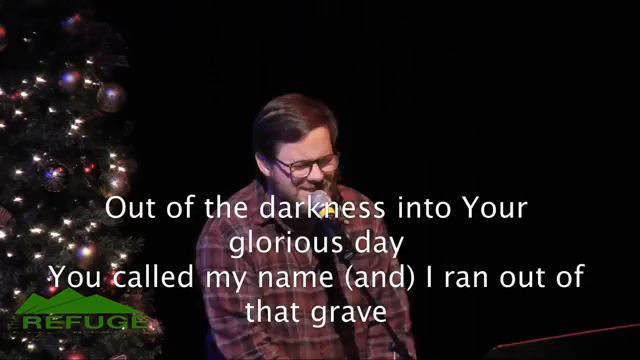 Out of the darkness into Your
glorious day
You called my name (and) I ran out of
that grave
THE
REFUGE